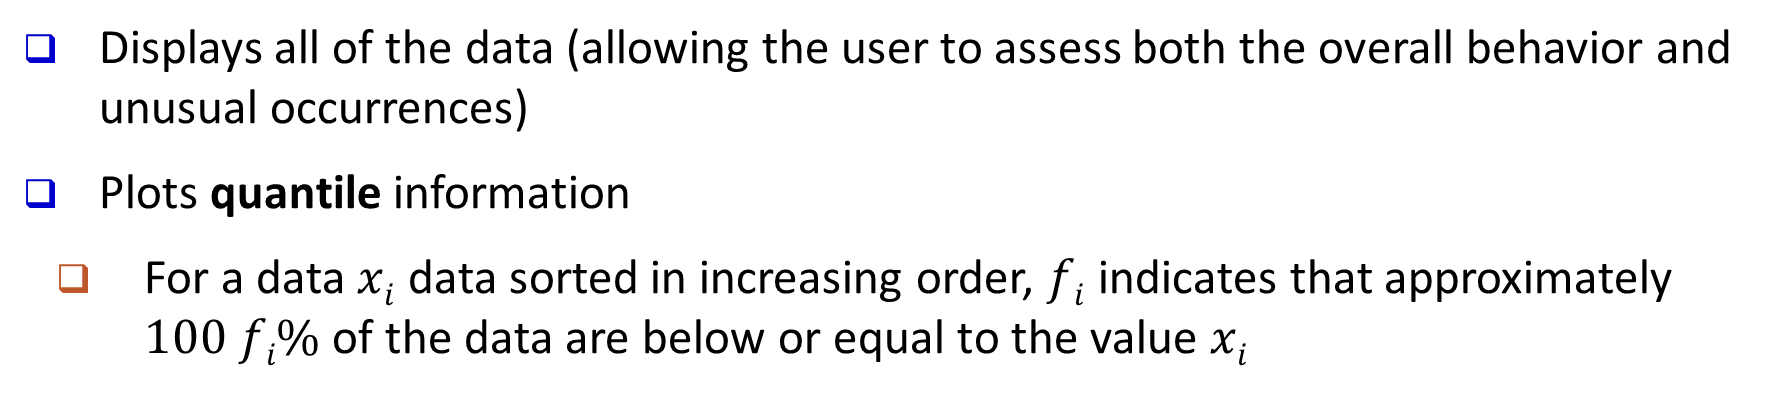 Displays all of the data (allowing the user to assess both the overall behavior and
unusual occurrences)
Plots quantile information
For a data xᵢ data sorted in increasing order, fᵢ indicates that approximately
100 fᵢ% of the data are below or equal to the value xᵢ